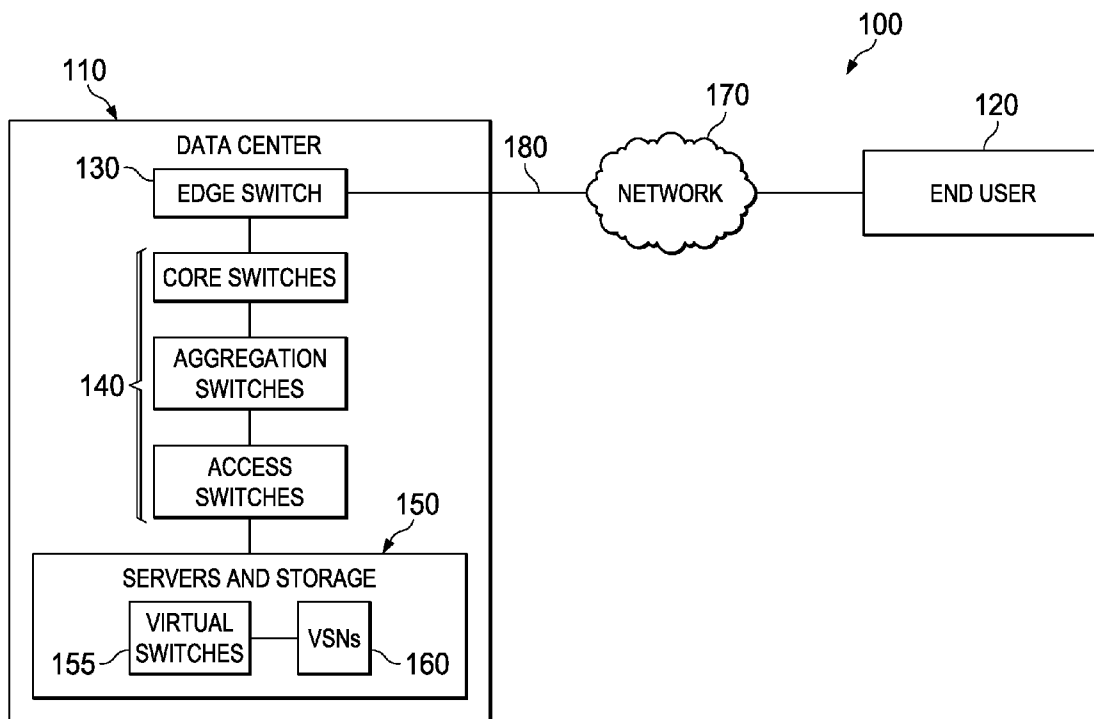 100
110
170
120
DATA CENTER
130
180
EDGE SWITCH
NETWORK
END USER
CORE SWITCHES
AGGREGATION
SWITCHES
140
ACCESS
SWITCHES
150
SERVERS AND STORAGE
VIRTUAL
SWITCHES
VSNs
155
160